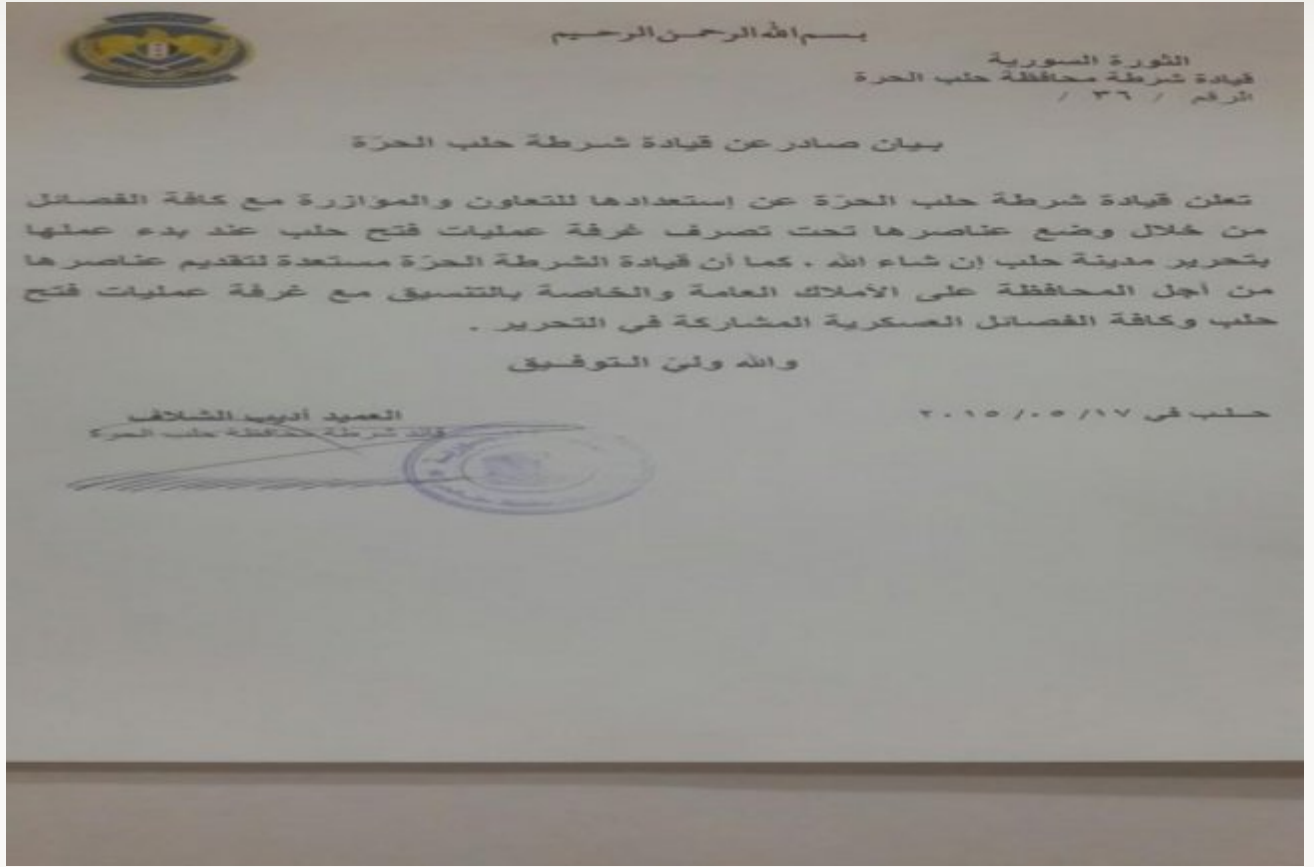 بسم الله الرحمن الرحيم
الثورة السورية
قيادة شرطة محافظة حلب الحرة
الرقم / ٣٦ /
بيان صادر عن قيادة شرطة حلب الحرّة
تعلن قيادة شرطة حلب الحرّة عن إستعدادها للتعاون والموازرة مع كافة الفصائل
من خلال وضع عناصرها تحت تصرف غرفة عمليات فتح حلب عند بدء عملها
بتحرير مدينة حلب إن شاء الله . كما أن قيادة الشرطة الحرّة مستعدة لتقديم عناصرها
من أجل المحافظة على الأملاك العامة والخاصة بالتنسيق مع غرفة عمليات فتح
حلب وكافة الفصائل العسكرية المشاركة في التحرير .
والله ولي التوفيق
حلب في ١٧/٠٥/٢٠١٥
العميد أديب الشلاف
قائد شرطة محافظة حلب الحرة